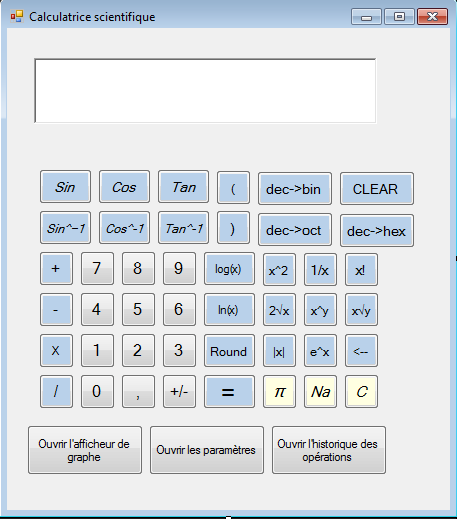 Calculatrice scientifique
Sin Cos Tan ( dec->bin CLEAR
Sin^-1 Cos^-1 Tan^-1 ) dec->oct dec->hex
+ 7 8 9 log(x) x^2 1/x x!
- 4 5 6 ln(x) 2√x x^y x√y
X 1 2 3 Round |x| e^x <--
/ 0 , +/- = π Na C
Ouvrir l'afficheur de
graphe
Ouvrir les paramètres
Ouvrir l'historique des
opérations